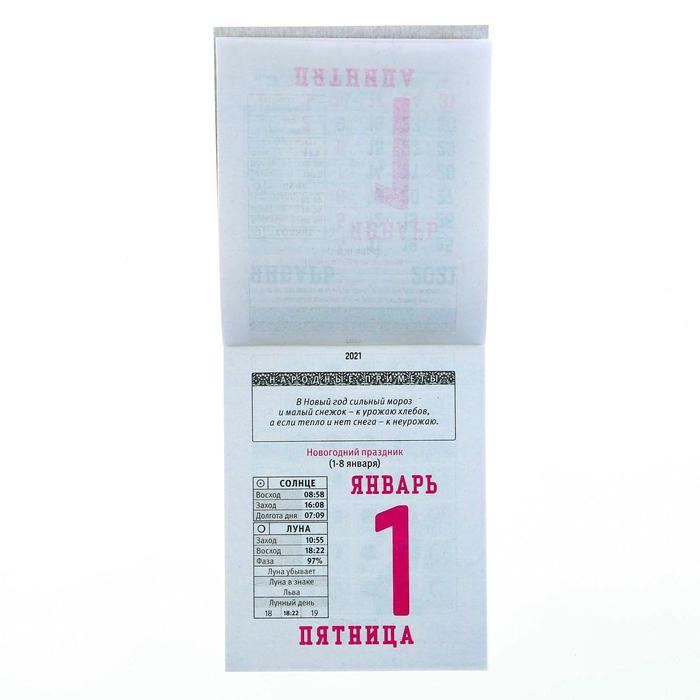 2021
НАРОДНЫЕ ПРИМЕТЫ
В Новый год сильный мороз
и малый снежок – к урожаю хлебов,
а если тепло и нет снега – к неурожаю.
Новогодний праздник
(1-8 января)
СОЛНЦЕ
Восход 08:58
Заход 16:08
Долгота дня 07:09
ЛУНА
Заход 10:55
Восход 18:22
Фаза 97%
Луна убывает
Луна в знаке
Льва
Лунный день
18 18:22 19
ЯНВАРЬ
1
ПЯТНИЦА